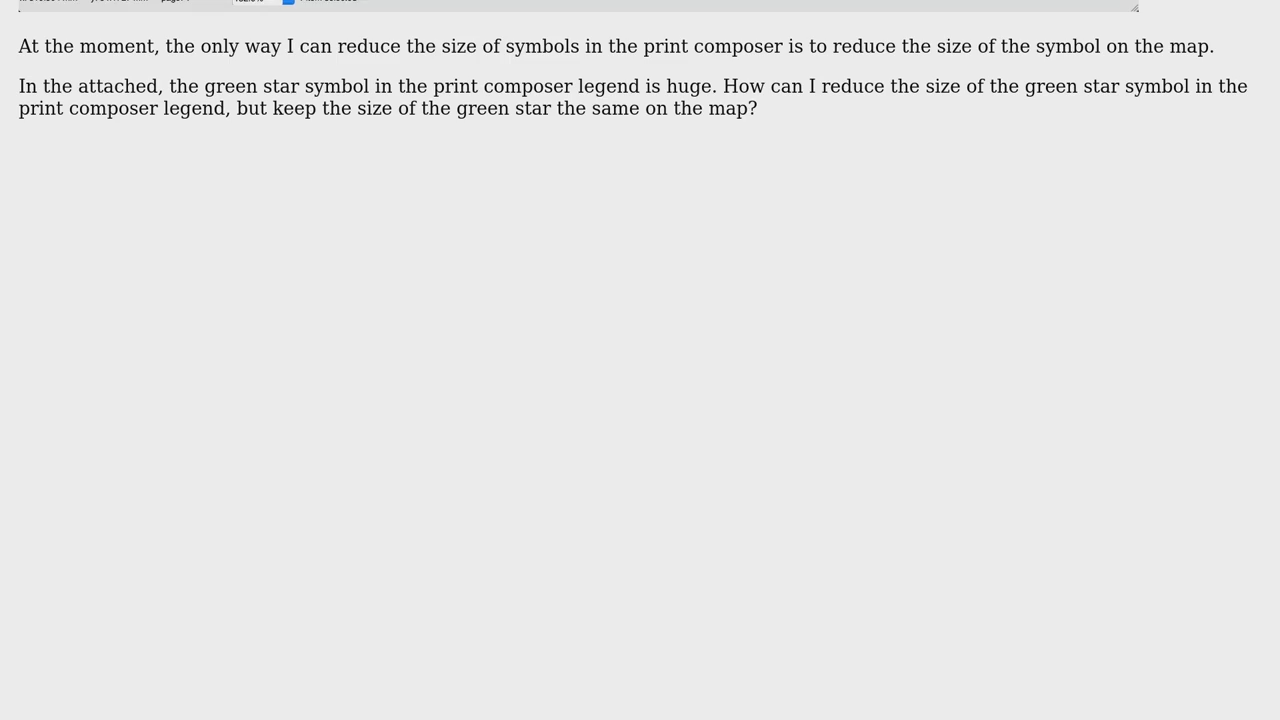 At the moment, the only way I can reduce the size of symbols in the print composer is to reduce the size of the symbol on the map.
In the attached, the green star symbol in the print composer legend is huge. How can I reduce the size of the green star symbol in the
print composer legend, but keep the size of the green star the same on the map?